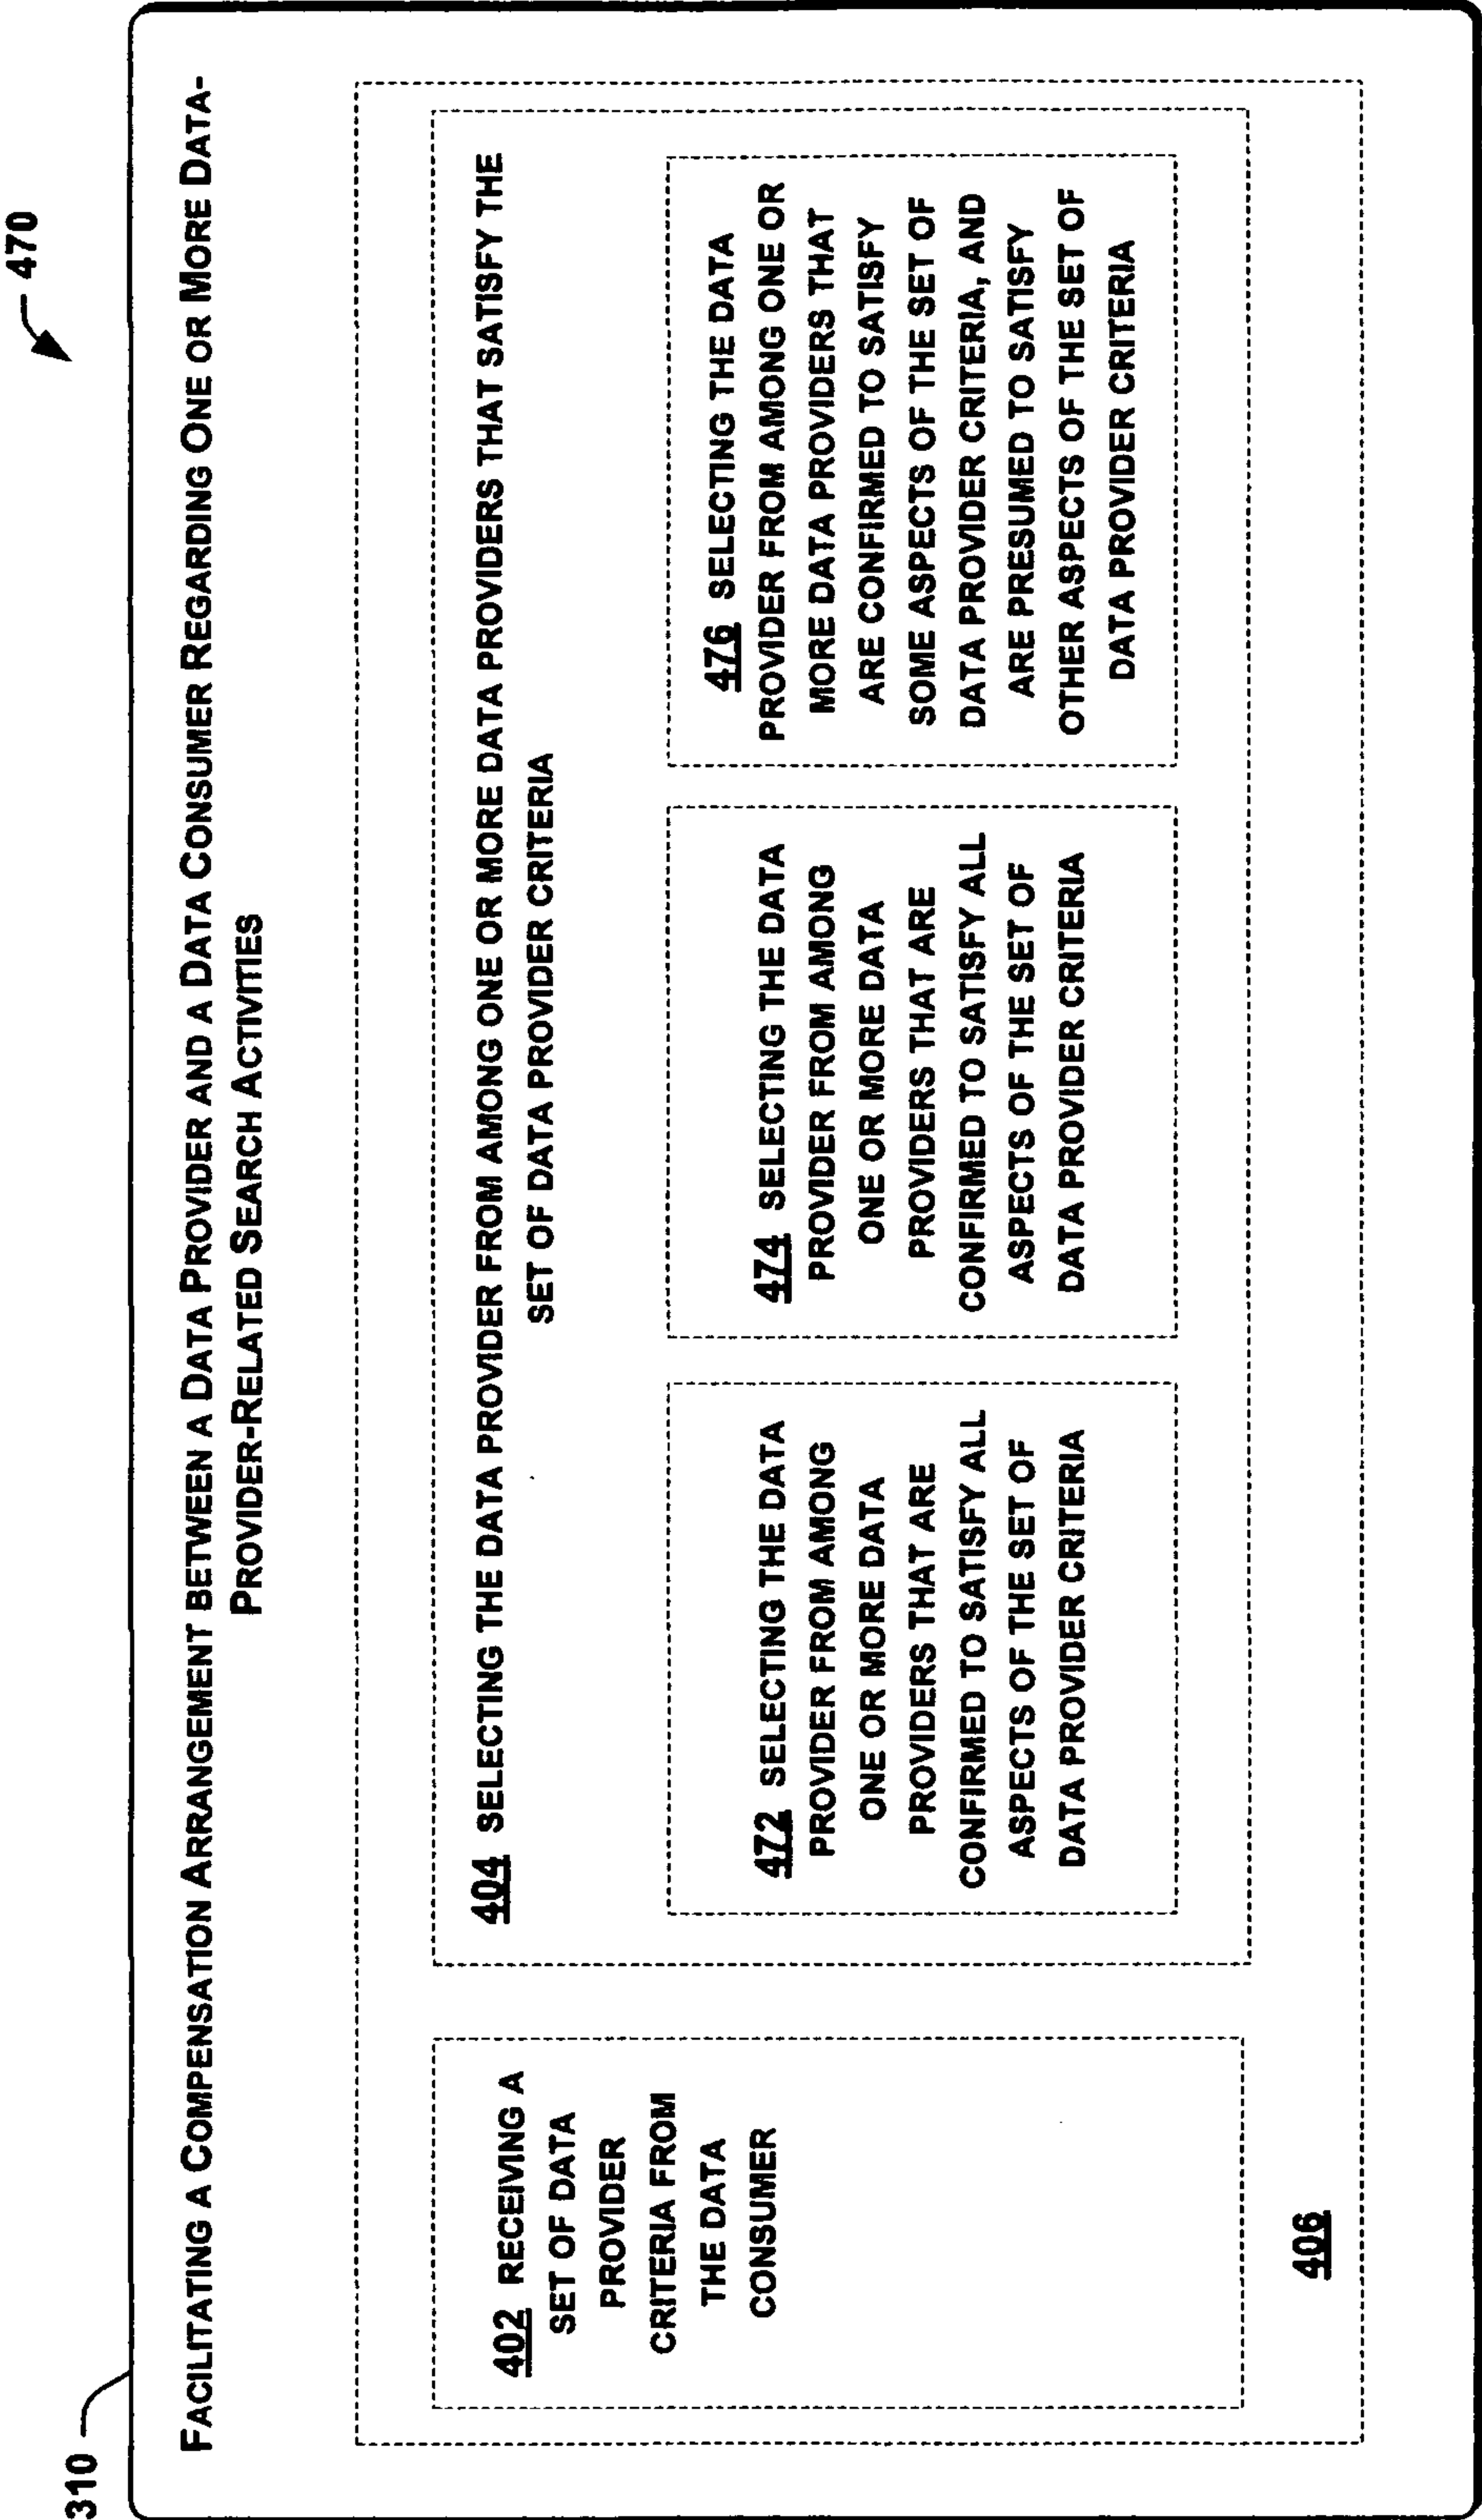 470
310
FACILITATING A COMPENSATION ARRANGEMENT BETWEEN A DATA PROVIDER AND A DATA CONSUMER REGARDING ONE OR MORE DATA-
PROVIDER-RELATED SEARCH ACTIVITIES
402 RECEIVING A
SET OF DATA
PROVIDER
CRITERIA FROM
THE DATA
CONSUMER
404 SELECTING THE DATA PROVIDER FROM AMONG ONE OR MORE DATA PROVIDERS THAT SATISFY THE
SET OF DATA PROVIDER CRITERIA
472 SELECTING THE DATA
PROVIDER FROM AMONG
ONE OR MORE DATA
PROVIDERS THAT ARE
CONFIRMED TO SATISFY ALL
ASPECTS OF THE SET OF
DATA PROVIDER CRITERIA
474 SELECTING THE DATA
PROVIDER FROM AMONG
ONE OR MORE DATA
PROVIDERS THAT ARE
CONFIRMED TO SATISFY ALL
ASPECTS OF THE SET OF
DATA PROVIDER CRITERIA
476 SELECTING THE DATA
PROVIDER FROM AMONG ONE OR
MORE DATA PROVIDERS THAT
ARE CONFIRMED TO SATISFY
SOME ASPECTS OF THE SET OF
DATA PROVIDER CRITERIA, AND
ARE PRESUMED TO SATISFY
OTHER ASPECTS OF THE SET OF
DATA PROVIDER CRITERIA
406